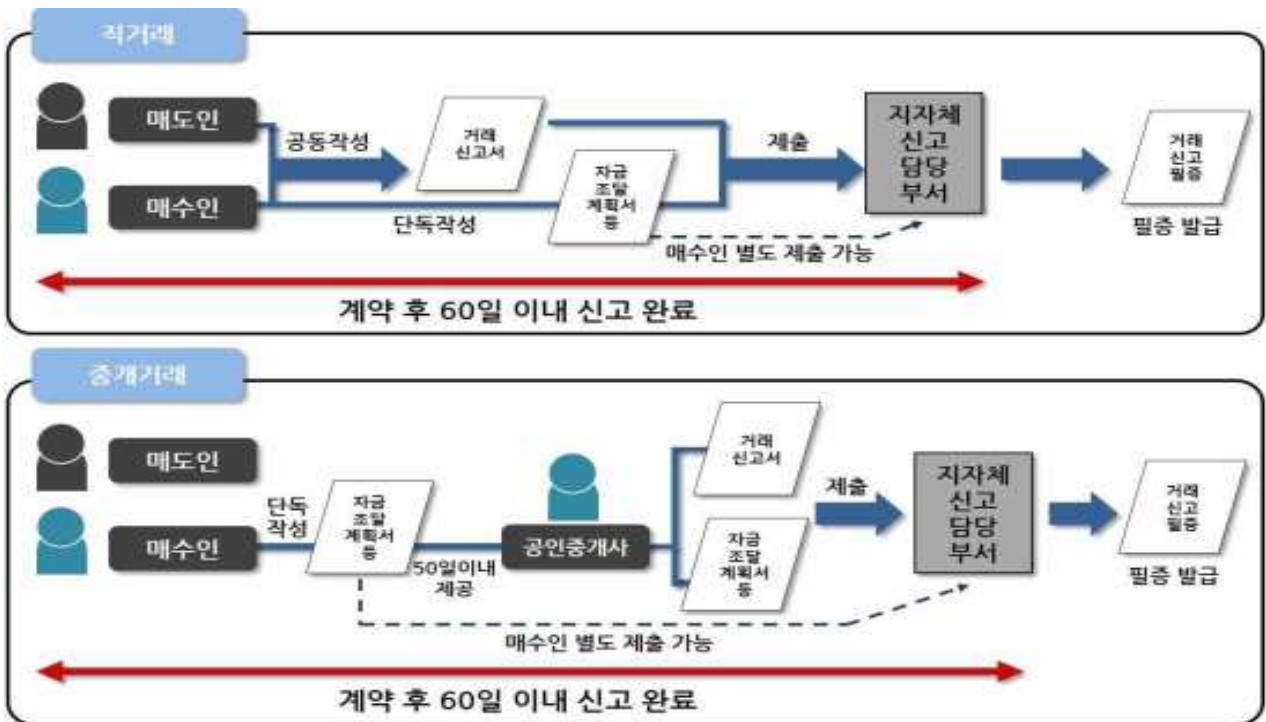 직거래
매도인
매수인
공동작성
단독작성
거래
신고서
자금
조달
계획서
등
제출
매수인 별도 제출 가능
지자체
신고
담당
부서
거래
신고
필증
필증 발급
계약 후 60일 이내 신고 완료
중개거래
매도인
매수인
단독
작성
자금
조달
계획서
등
50일이내
제공
공인중개사
거래
신고서
자금
조달
계획서
등
제출
매수인 별도 제출 가능
지자체
신고
담당
부서
거래
신고
필증
필증 발급
계약 후 60일 이내 신고 완료